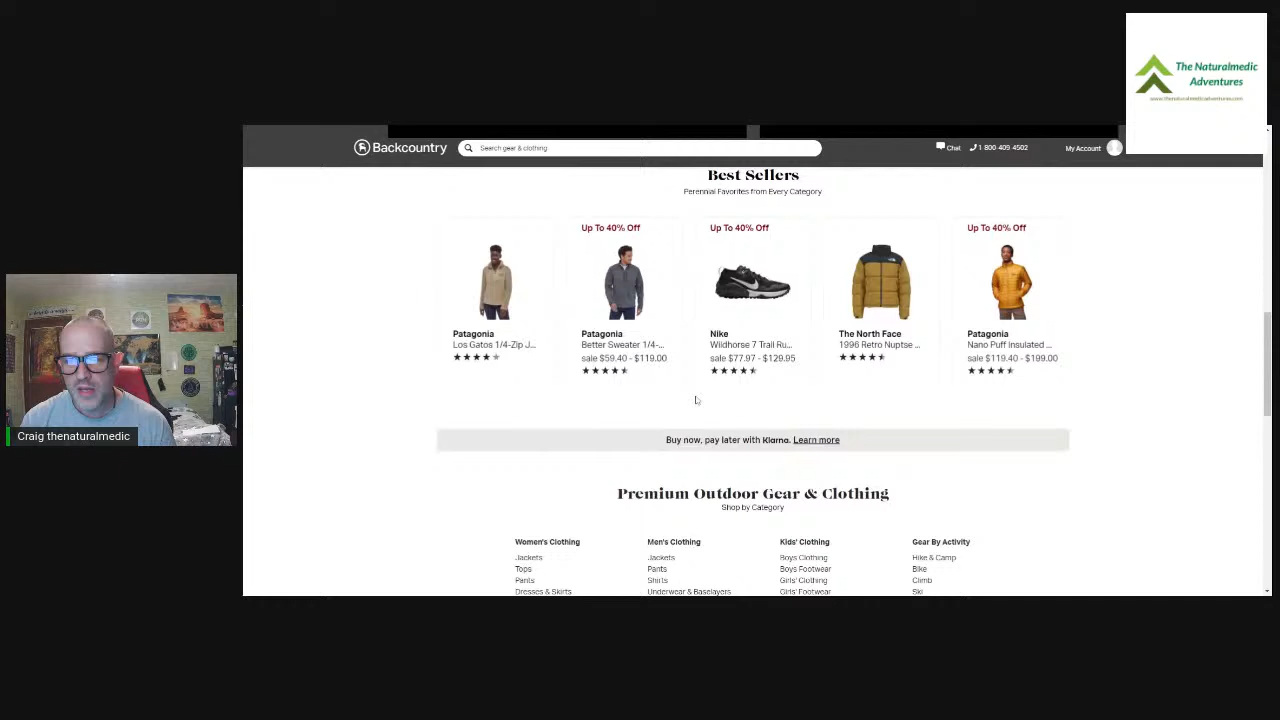 The Naturalmedic
Adventures
www.thenaturalmedicadventures.com
Backcountry
Search gear & clothing
Chat
1-800-409-4502
My Account
Best Sellers
Perennial Favorites from Every Category
Up To 40% Off
Up To 40% Off
Up To 40% Off
Patagonia
Los Gatos 1/4-Zip J...
Patagonia
Better Sweater 1/4-...
sale $59.40 - $119.00
Nike
Wildhorse 7 Trail Ru...
sale $77.97 - $129.95
The North Face
1996 Retro Nuptse ...
Patagonia
Nano Puff Insulated ...
sale $119.40 - $199.00
Craig thenaturalmedic
Buy now, pay later with Klarna. Learn more
Premium Outdoor Gear & Clothing
Shop by Category
Women's Clothing
Jackets
Tops
Pants
Dresses & Skirts
Men's Clothing
Jackets
Pants
Shirts
Underwear & Baselayers
Kids' Clothing
Boys Clothing
Boys Footwear
Girls' Clothing
Girls' Footwear
Gear By Activity
Hike & Camp
Bike
Climb
Ski